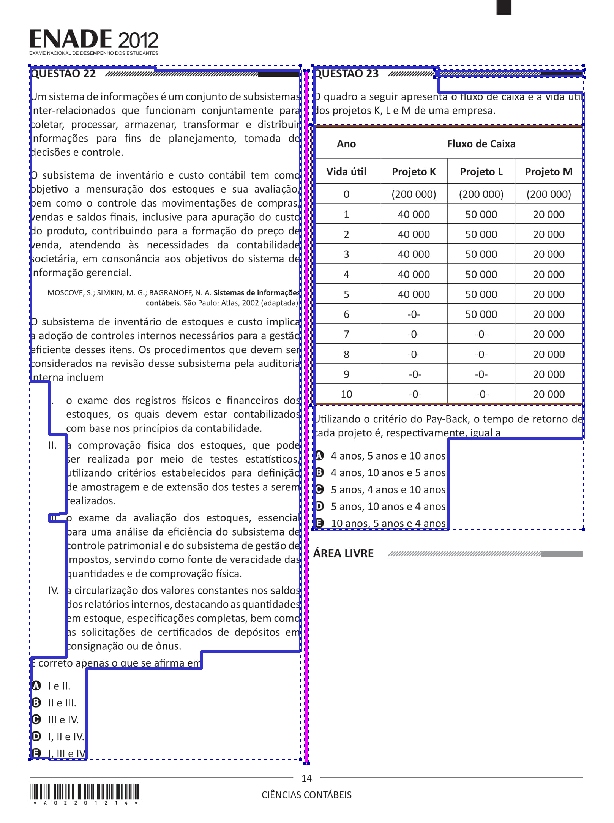 ENADE 2012
EXAME NACIONAL DE DESEMPENHO DOS ESTUDANTES
QUESTÃO 22
Um sistema de informações é um conjunto de subsistemas
inter-relacionados que funcionam conjuntamente para
coletar, processar, armazenar, transformar e distribuir
informações para fins de planejamento, tomada de
decisões e controle.
O subsistema de inventário e custo contábil tem como
objetivo a mensuração dos estoques e sua avaliação,
bem como o controle das movimentações de compras,
vendas e saldos finais, inclusive para apuração do custo
do produto, contribuindo para a formação do preço de
venda, atendendo às necessidades da contabilidade
societária, em consonância aos objetivos do sistema de
informação gerencial.
MOSCOVE, S.; SIMKIN, M. G.; BAGRANOFF, N. A. Sistemas de informações
contábeis. São Paulo: Atlas, 2002 (adaptado).
O subsistema de inventário de estoques e custo implica
a adoção de controles internos necessários para a gestão
eficiente desses itens. Os procedimentos que devem ser
considerados na revisão desse subsistema pela auditoria
interna incluem
I. o exame dos registros físicos e financeiros dos
estoques, os quais devem estar contabilizados
com base nos princípios da contabilidade.
II. a comprovação física dos estoques, que pode
ser realizada por meio de testes estatísticos,
utilizando critérios estabelecidos para definição
de amostragem e de extensão dos testes a serem
realizados.
III. o exame da avaliação dos estoques, essencial
para uma análise da eficiência do subsistema de
controle patrimonial e do subsistema de gestão de
impostos, servindo como fonte de veracidade das
quantidades e de comprovação física.
IV. a circularização dos valores constantes nos saldos
dos relatórios internos, destacando as quantidades
em estoque, especificações completas, bem como
as solicitações de certificados de depósitos em
consignação ou de ônus.
É correto apenas o que se afirma em
A I e II.
B II e III.
C III e IV.
D I, II e IV.
E I, III e IV.
QUESTÃO 23
O quadro a seguir apresenta o fluxo de caixa e a vida útil
dos projetos K, L e M de uma empresa.
Ano Fluxo de Caixa
Vida útil Projeto K Projeto L Projeto M
0 (200 000) (200 000) (200 000)
1 40 000 50 000 20 000
2 40 000 50 000 20 000
3 40 000 50 000 20 000
4 40 000 50 000 20 000
5 40 000 50 000 20 000
6 -0- 50 000 20 000
7 0 0 20 000
8 0 0 20 000
9 -0- -0- 20 000
10 -0 0 20 000
Utilizando o critério do Pay-Back, o tempo de retorno de
cada projeto é, respectivamente, igual a
A 4 anos, 5 anos e 10 anos.
B 4 anos, 10 anos e 5 anos.
C 5 anos, 4 anos e 10 anos.
D 5 anos, 10 anos e 4 anos.
E 10 anos, 5 anos e 4 anos.
ÁREA LIVRE
14
CIÊNCIAS CONTÁBEIS
*A02201214*